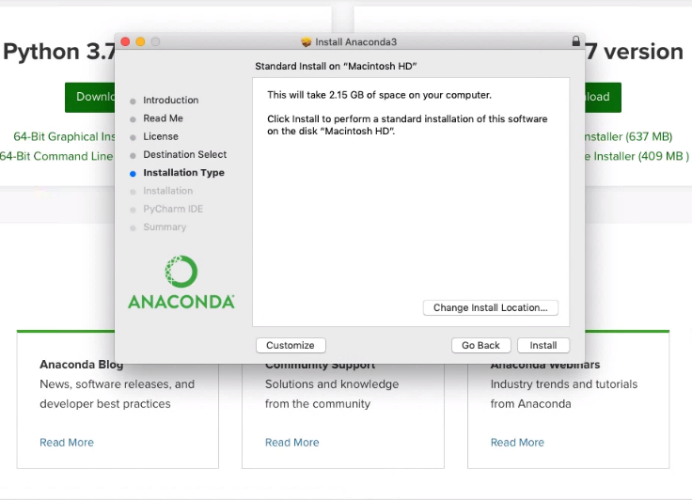 Python 3.7
7 version
Install Anaconda3
Standard Install on "Macintosh HD"
Introduction
Read Me
License
Destination Select
Installation Type
Installation
PyCharm IDE
Summary
ANACONDA
This will take 2.15 GB of space on your computer.
Click Install to perform a standard installation of this software
on the disk "Macintosh HD".
Change Install Location...
Customize
Go Back
Install
64-Bit Graphical
(637 MB)
64-Bit Command Line
Installer (409 MB )
Anaconda Blog
News, software releases, and
developer best practices
Read More
Community Support
Solutions and knowledge
from the community
Read More
Anaconda Webinars
Industry trends and tutorials
from Anaconda
Read More